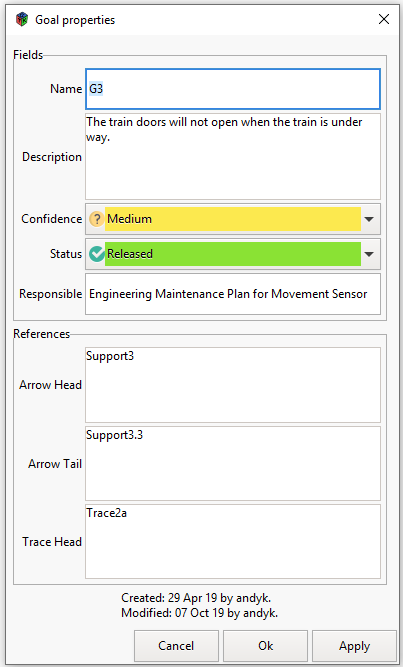 Goal properties
Fields
Name G3
Description The train doors will not open when the train is under
way.
Confidence ? Medium
Status Released
Responsible Engineering Maintenance Plan for Movement Sensor
References
Arrow Head Support3
Arrow Tail Support3.3
Trace Head Trace2a
Created: 29 Apr 19 by andyk.
Modified: 07 Oct 19 by andyk.
Cancel Ok Apply